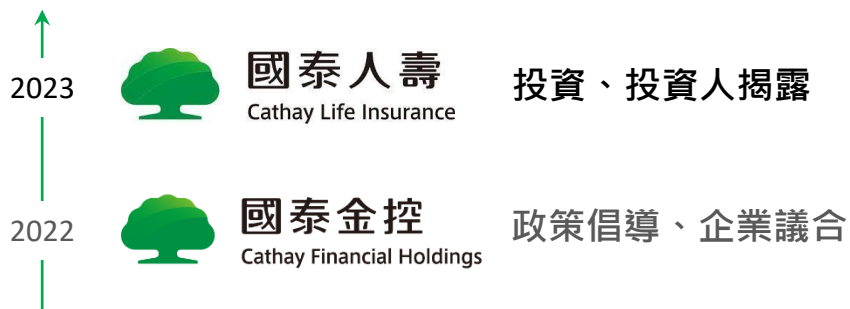 2023
國泰人壽
Cathay Life Insurance
投資、投資人揭露
2022
國泰金控
Cathay Financial Holdings
政策倡導、企業議合